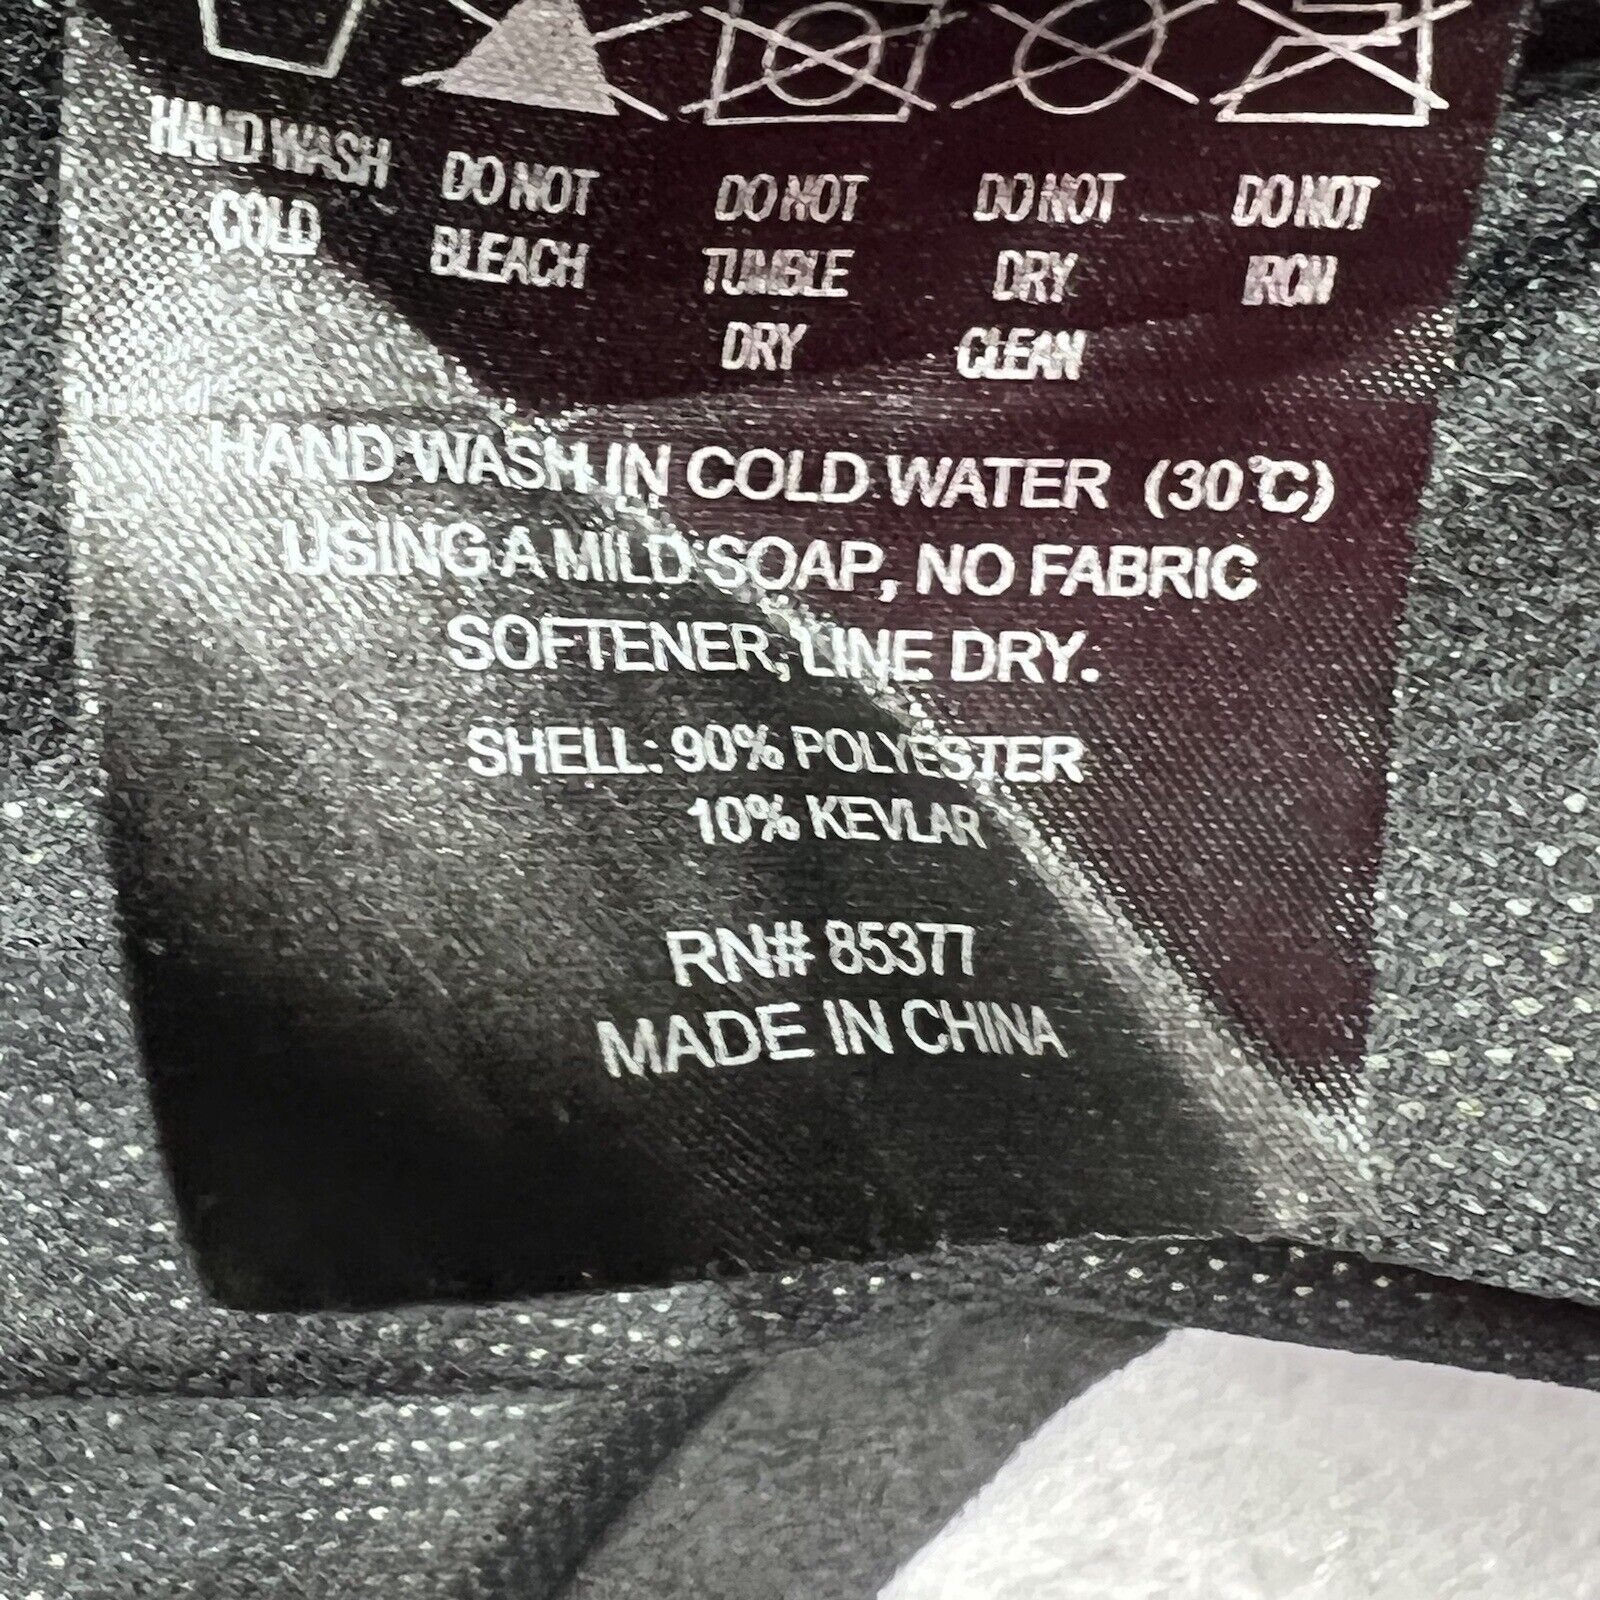 HAND WASH
COLD
DO NOT
BLEACH
DO NOT
TUMBLE
DRY
DO NOT
DRY
CLEAN
DO NOT
IRON
HAND WASH IN COLD WATER (30°C)
USING A MILD SOAP, NO FABRIC
SOFTENER, LINE DRY.
SHELL: 90% POLYESTER
10% KEVLAR
RN# 85377
MADE IN CHINA